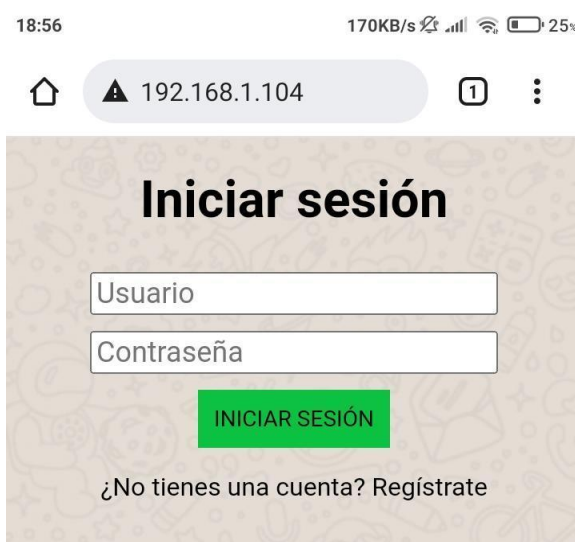 18:56 170KB/s 25%
192.168.1.104 1
Iniciar sesión
Usuario
Contraseña
INICIAR SESIÓN
¿No tienes una cuenta? Regístrate